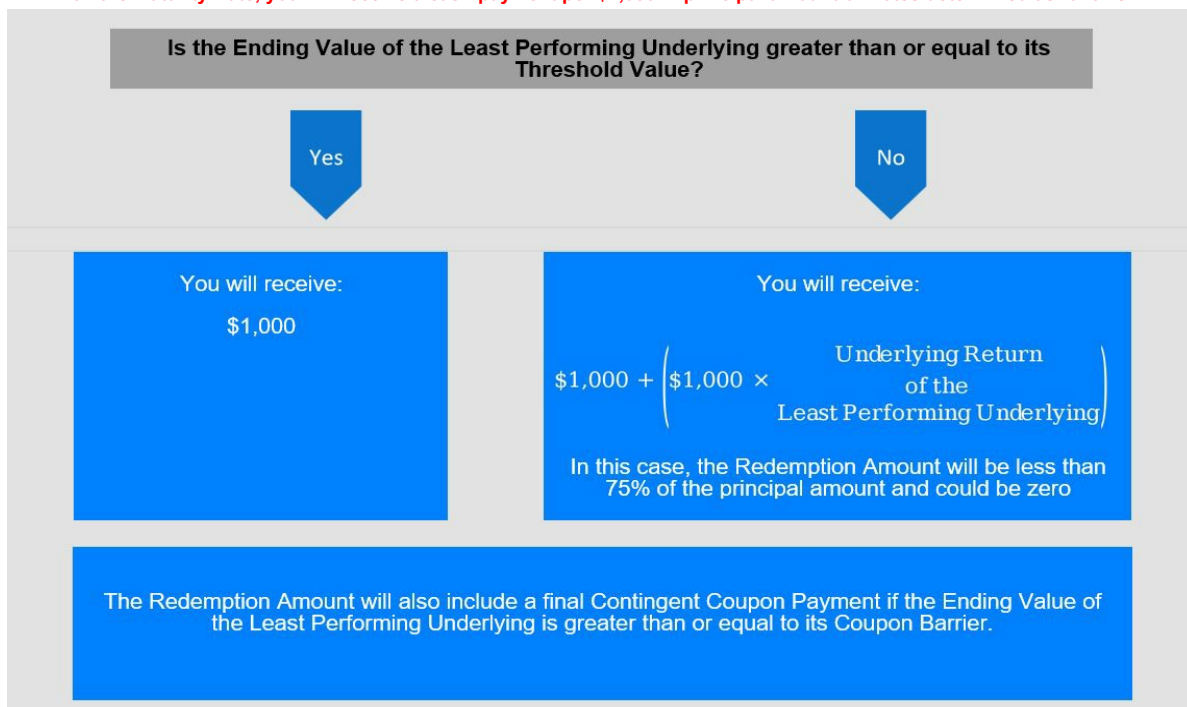 Is the Ending Value of the Least Performing Underlying greater than or equal to its
Threshold Value?
Yes
No
You will receive:
$1,000
You will receive:
$1,000 + ($1,000 × Underlying Return
of the
Least Performing Underlying)
In this case, the Redemption Amount will be less than
75% of the principal amount and could be zero
The Redemption Amount will also include a final Contingent Coupon Payment if the Ending Value of
the Least Performing Underlying is greater than or equal to its Coupon Barrier.